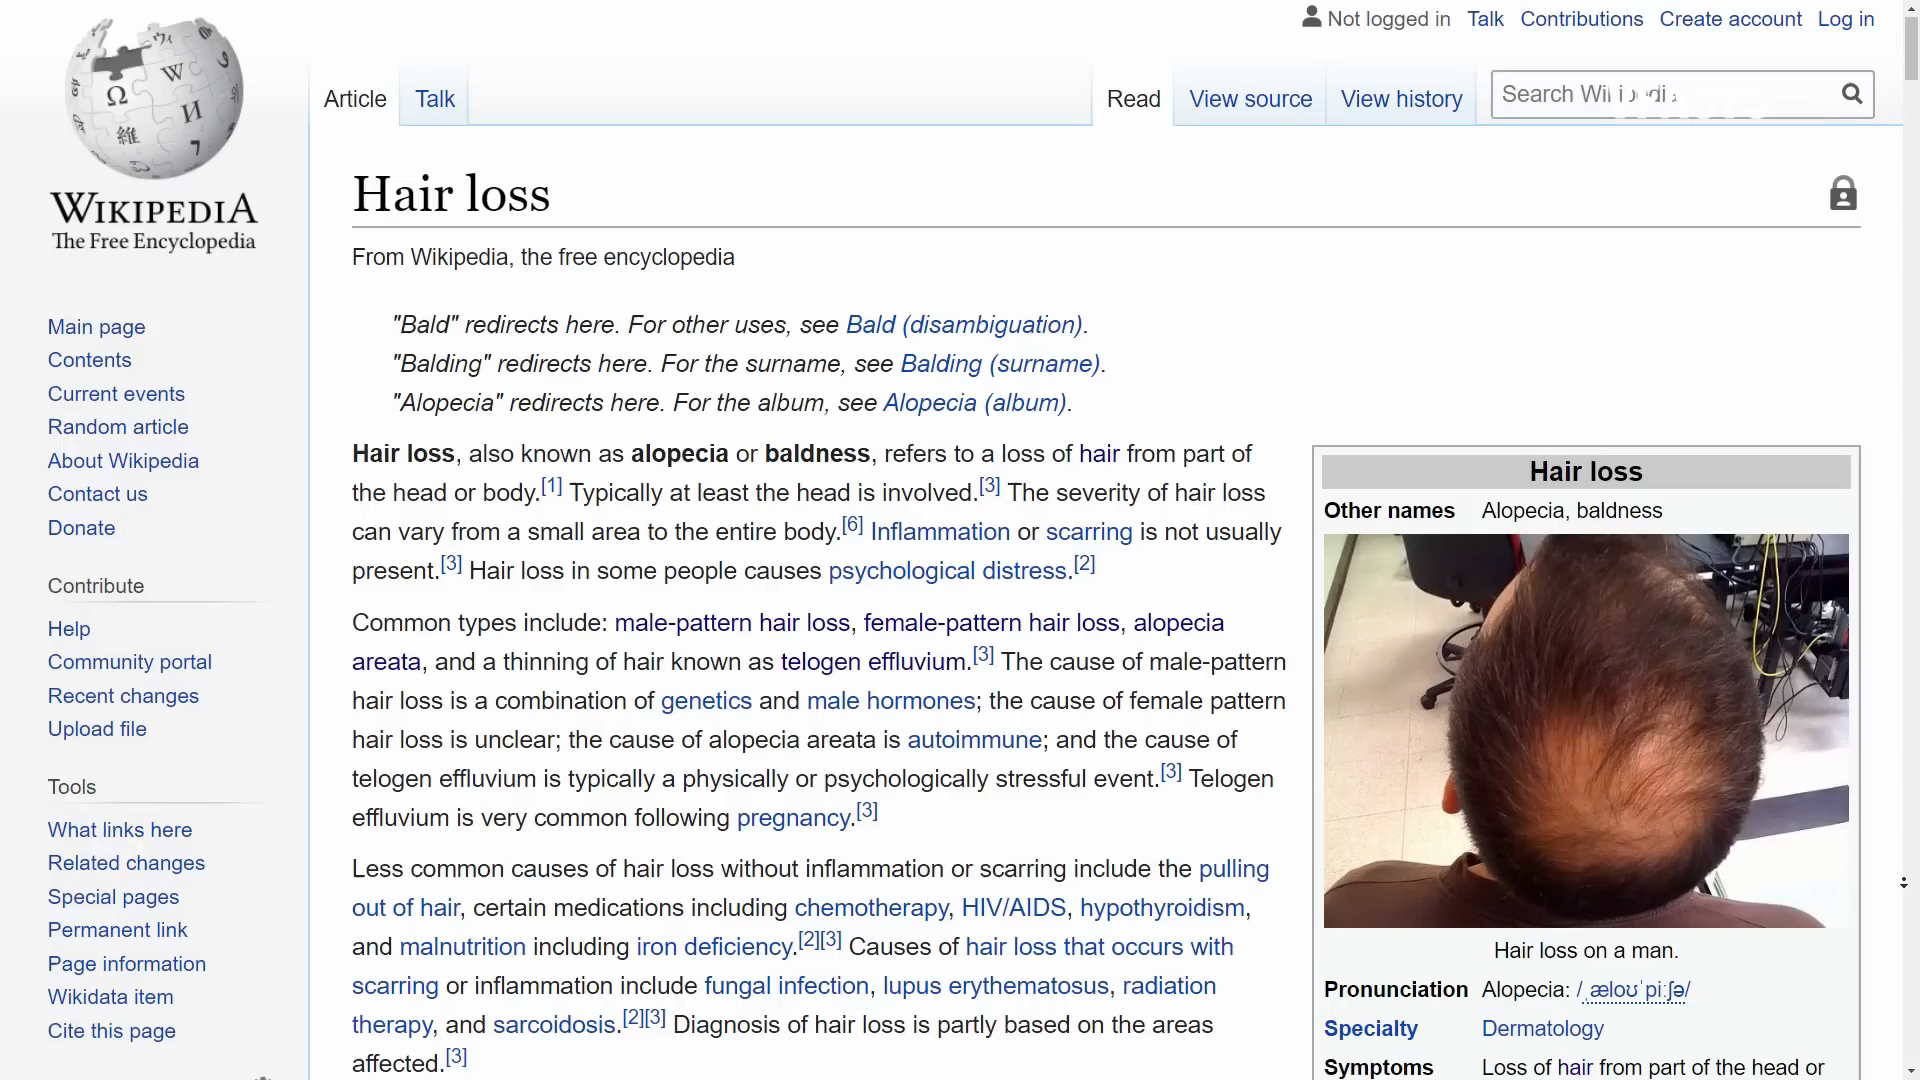 Not logged in Talk Contributions Create account Log in
Article Talk Read View source View history
WIKIPEDIA
The Free Encyclopedia
Main page
Contents
Current events
Random article
About Wikipedia
Contact us
Donate
Contribute
Help
Community portal
Recent changes
Upload file
Tools
What links here
Related changes
Special pages
Permanent link
Page information
Wikidata item
Cite this page
Hair loss
From Wikipedia, the free encyclopedia
"Bald" redirects here. For other uses, see Bald (disambiguation).
"Balding" redirects here. For the surname, see Balding (surname).
"Alopecia" redirects here. For the album, see Alopecia (album).
Hair loss, also known as alopecia or baldness, refers to a loss of hair from part of
the head or body.[1] Typically at least the head is involved.[3] The severity of hair loss
can vary from a small area to the entire body.[6] Inflammation or scarring is not usually
present.[3] Hair loss in some people causes psychological distress.[2]
Common types include: male-pattern hair loss, female-pattern hair loss, alopecia
areata, and a thinning of hair known as telogen effluvium.[3] The cause of male-pattern
hair loss is a combination of genetics and male hormones; the cause of female pattern
hair loss is unclear; the cause of alopecia areata is autoimmune; and the cause of
telogen effluvium is typically a physically or psychologically stressful event.[3] Telogen
effluvium is very common following pregnancy.[3]
Less common causes of hair loss without inflammation or scarring include the pulling
out of hair, certain medications including chemotherapy, HIV/AIDS, hypothyroidism,
and malnutrition including iron deficiency.[2][3] Causes of hair loss that occurs with
scarring or inflammation include fungal infection, lupus erythematosus, radiation
therapy, and sarcoidosis.[2][3] Diagnosis of hair loss is partly based on the areas
affected.[3]
Hair loss
Other names Alopecia, baldness
Hair loss on a man.
Pronunciation Alopecia: /ˌæloʊˈpiːʃə/
Specialty Dermatology
Symptoms Loss of hair from part of the head or